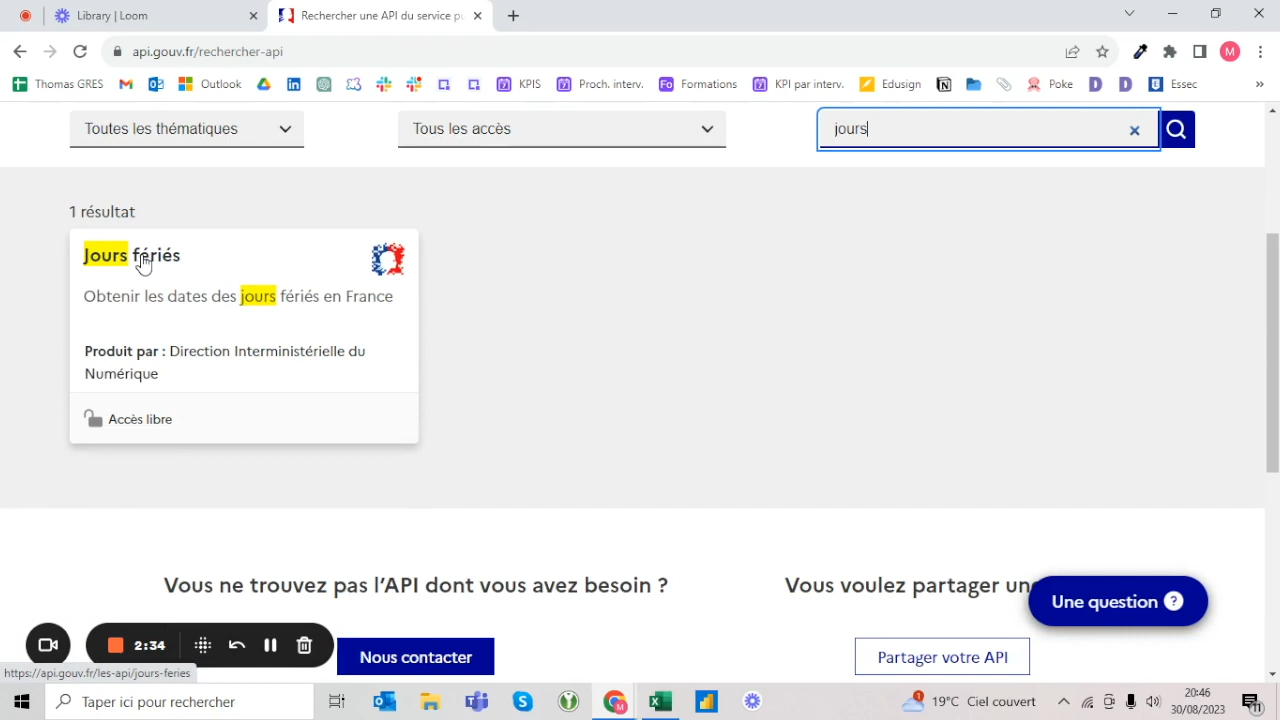 Library | Loom
Rechercher une API du service pu
api.gouv.fr/rechercher-api
M
Thomas GRES
Outlook
KPIS
Proch. interv.
Fo Formations
KPI par interv.
Edusign
Poke
D
D
Essec
»
Toutes les thématiques
Tous les accès
jours
1 résultat
Jours fériés
Obtenir les dates des jours fériés en France
Produit par : Direction Interministérielle du
Numérique
Accès libre
Vous ne trouvez pas l'API dont vous avez besoin ?
Vous voulez partager une
Une question ?
2:34
Nous contacter
Partager votre API
https://api.gouv.fr/les-api/jours-feries
Taper ici pour rechercher
1
19°C Ciel couvert
20:46
30/08/2023